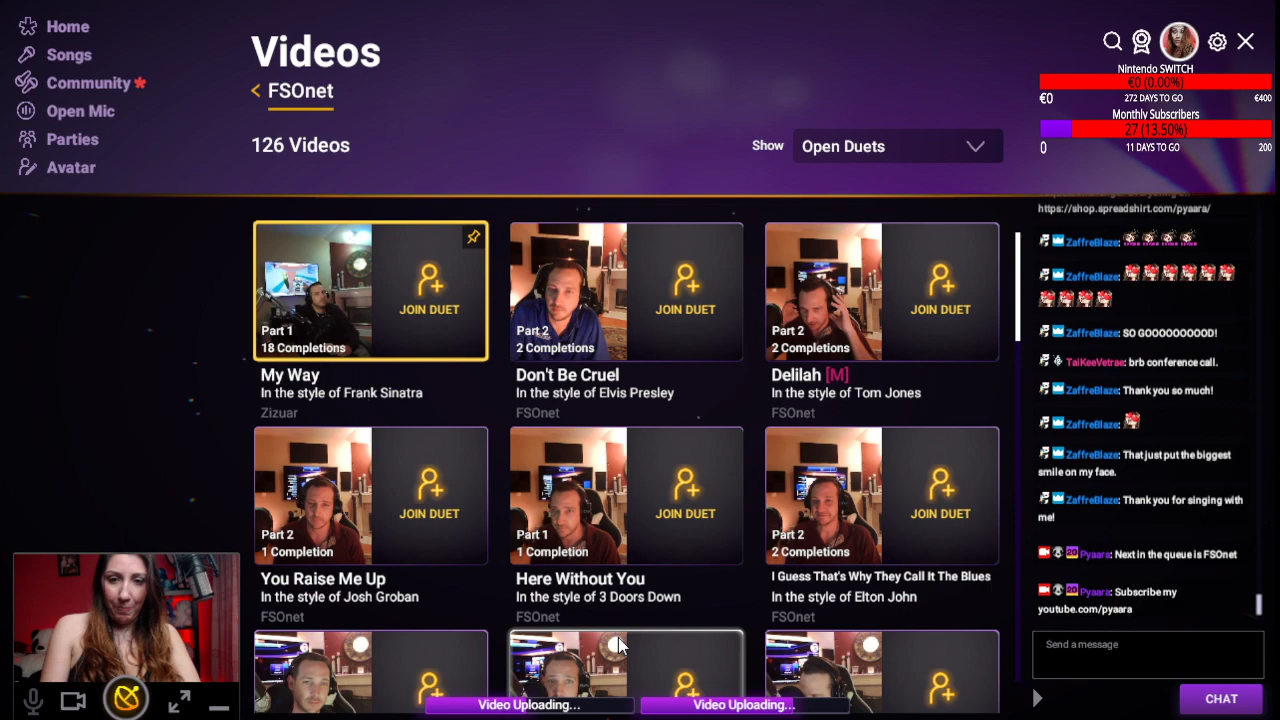 Home
Songs
Community *
Open Mic
Parties
Avatar
Videos
< FSOnet
126 Videos
Show
Open Duets
Nintendo SWITCH
€0 (0.00%)
€0
272 DAYS TO GO
€400
Monthly Subscribers
27 (13.50%)
0
11 DAYS TO GO
200
Part 1
18 Completions
JOIN DUET
My Way
In the style of Frank Sinatra
Zizuar
Part 2
2 Completions
JOIN DUET
Don't Be Cruel
In the style of Elvis Presley
FSOnet
Part 2
2 Completions
JOIN DUET
Delilah [M]
In the style of Tom Jones
FSOnet
Part 2
1 Completion
JOIN DUET
You Raise Me Up
In the style of Josh Groban
FSOnet
Part 1
1 Completion
JOIN DUET
Here Without You
In the style of 3 Doors Down
FSOnet
Part 2
2 Completions
JOIN DUET
I Guess That's Why They Call It The Blues
In the style of Elton John
FSOnet
Video Uploading...
Video Uploading...
https://shop.spreadshirt.com/pyaara/
ZaffreBlaze:
ZaffreBlaze:
ZaffreBlaze: SO GOOOOOOOOD!
TaiKeeVetrae: brb conference call.
ZaffreBlaze: Thank you so much!
ZaffreBlaze:
ZaffreBlaze: That just put the biggest
smile on my face.
ZaffreBlaze: Thank you for singing with
me!
20 Pyaara: Next in the queue is FSOnet
20 Pyaara: Subscribe my
youtube.com/pyaara
Send a message
CHAT